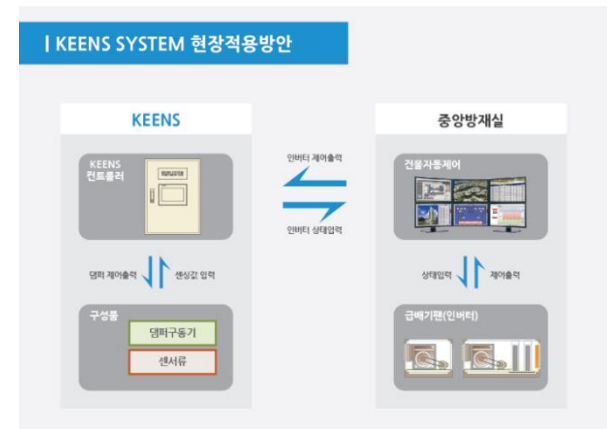 | KEENS SYSTEM 현장적용방안
KEENS
KEENS
컨트롤러
댐퍼 제어출력
센싱값 입력
구성품
댐퍼구동기
센서류
인버터 제어출력
인버터 상태입력
중앙방재실
건물자동제어
상태입력
제어출력
급배기팬(인버터)